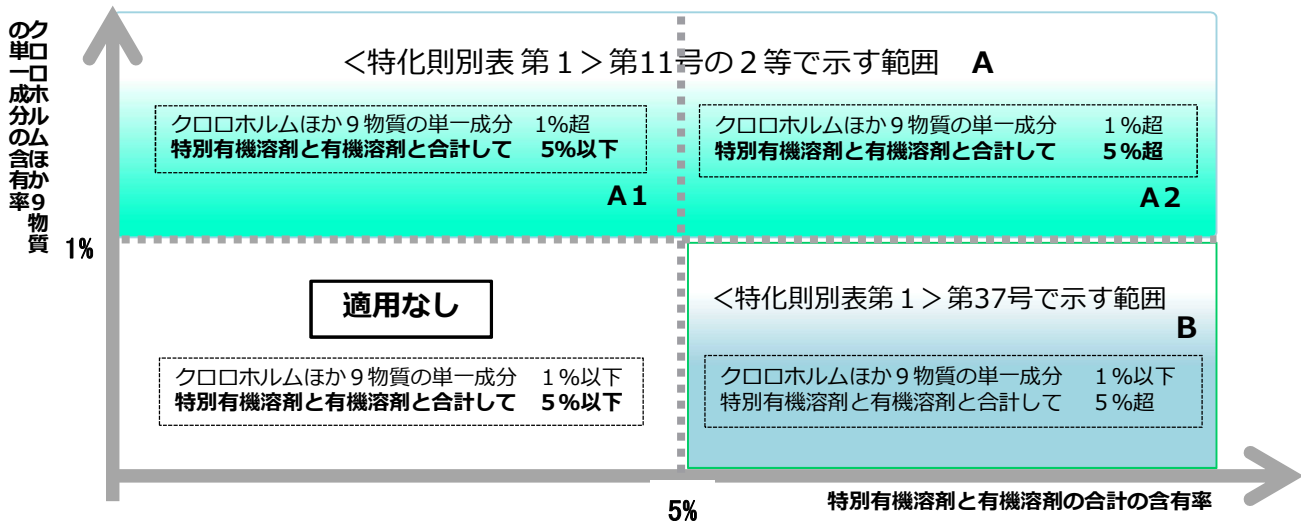 クロロホルムほか９物質
の単一成分の含有率
＜特化則別表 第１＞第11号の２等で示す範囲 A
クロロホルムほか９物質の単一成分 1%超
特別有機溶剤と有機溶剤と合計して 5%以下
A1
クロロホルムほか９物質の単一成分 １%超
特別有機溶剤と有機溶剤と合計して ５%超
A2
1%
適用なし
クロロホルムほか９物質の単一成分 １%以下
特別有機溶剤と有機溶剤と合計して ５%以下
＜特化則別表第１＞第37号で示す範囲
B
クロロホルムほか９物質の単一成分 １%以下
特別有機溶剤と有機溶剤と合計して ５%超
5%
特別有機溶剤と有機溶剤の合計の含有率